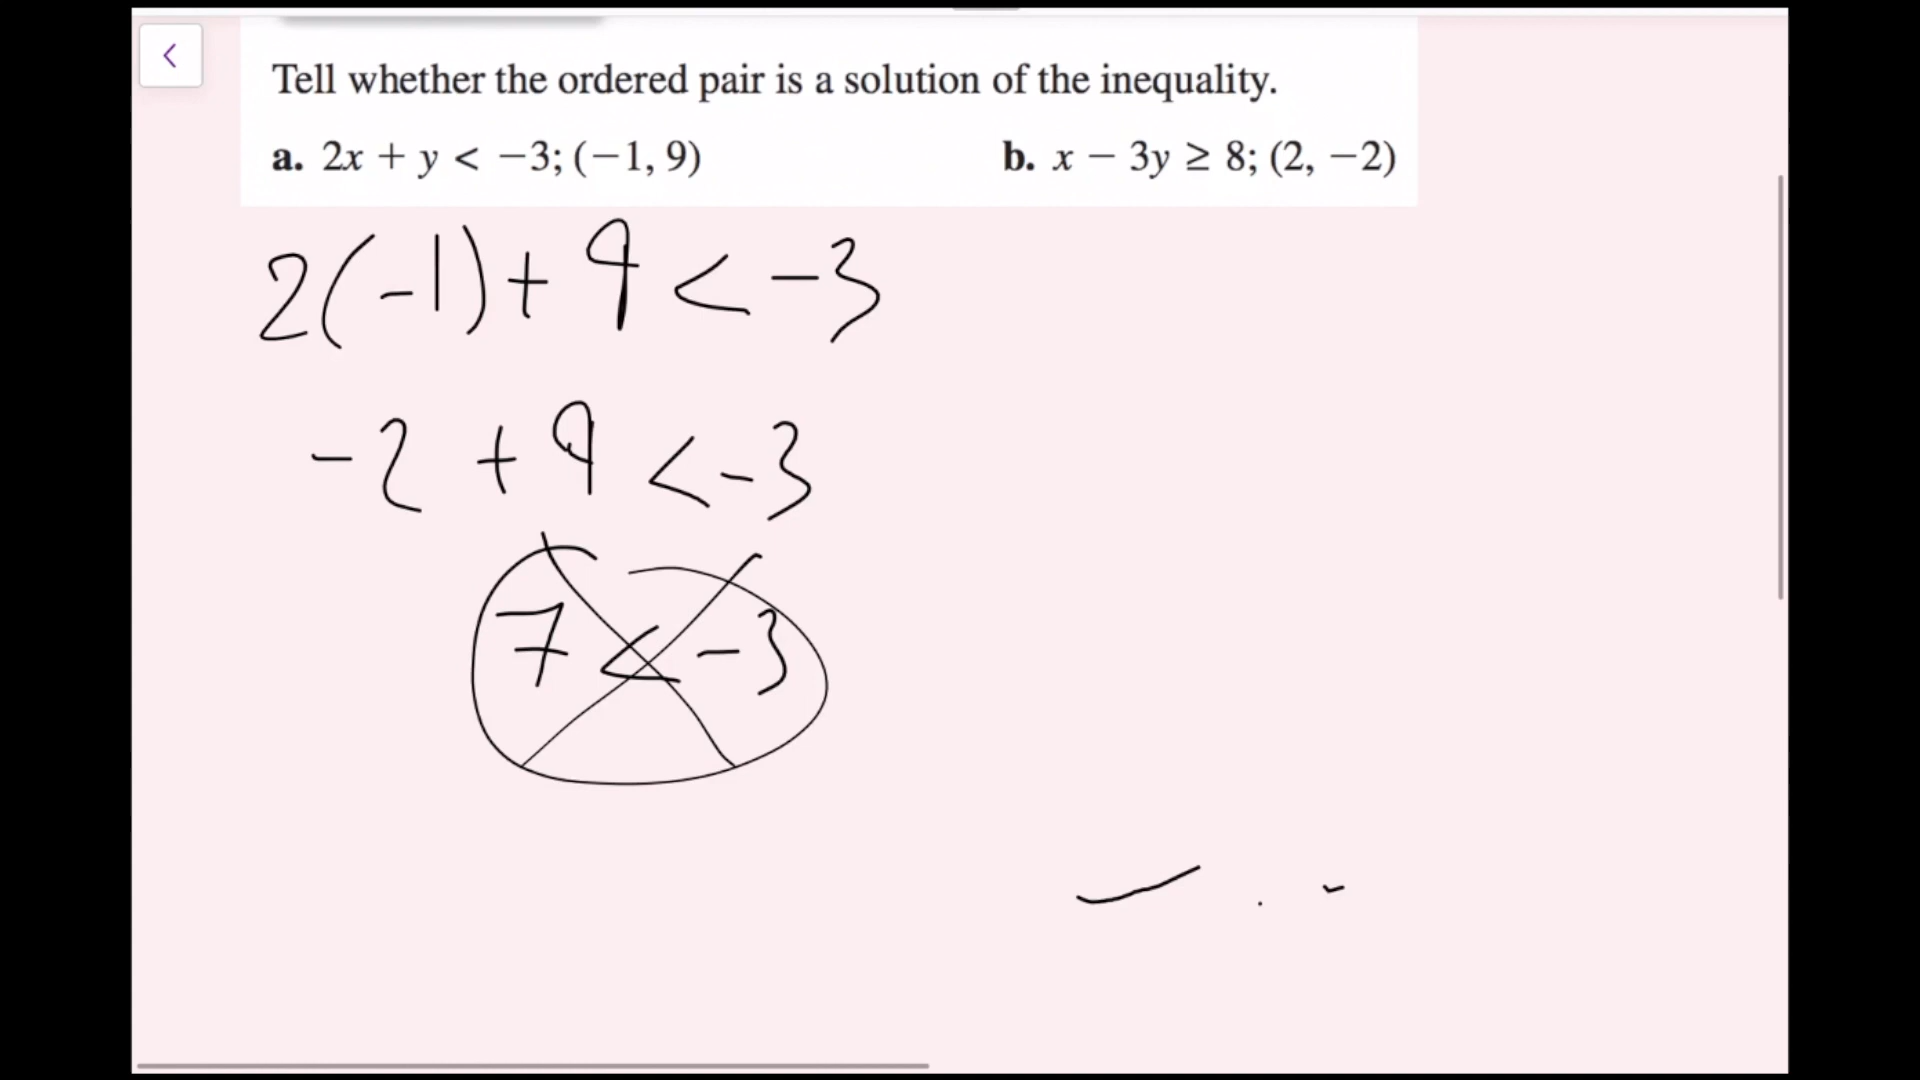 Tell whether the ordered pair is a solution of the inequality.
a. 2x + y < −3; (−1, 9)
b. x − 3y ≥ 8; (2, −2)
2(-1) + 9 < -3
-2 + 9 < -3
7 < -3